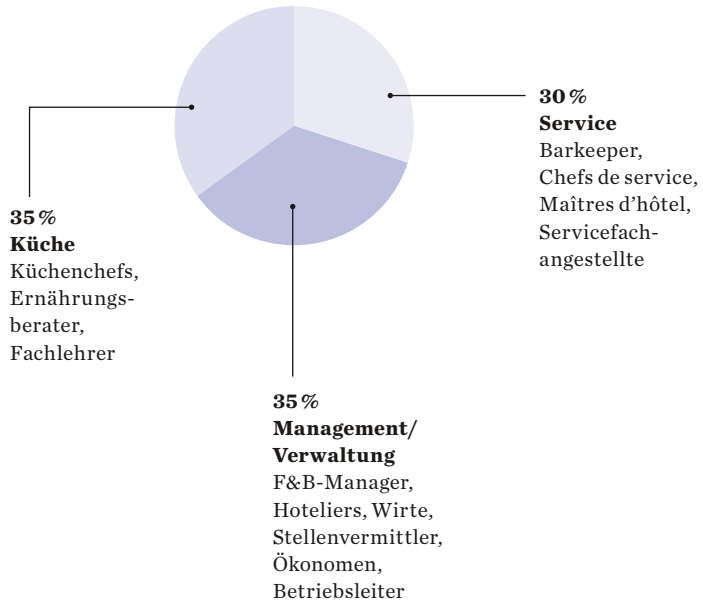 30 %
Service
Barkeeper,
Chefs de service,
Maîtres d’hôtel,
Servicefach-
angestellte
35 %
Küche
Küchenchefs,
Ernährungs-
berater,
Fachlehrer
35 %
Management/
Verwaltung
F&B-Manager,
Hoteliers, Wirte,
Stellenvermittler,
Ökonomen,
Betriebsleiter